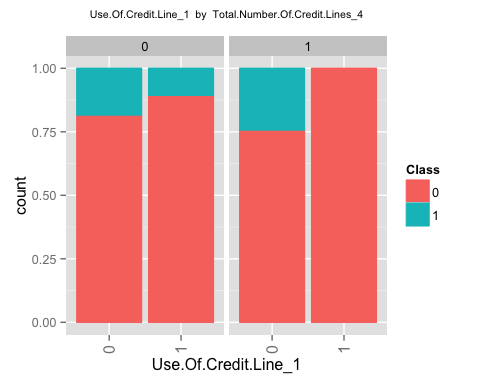 Use.Of.Credit.Line_1 by Total.Number.Of.Credit.Lines_4
0 1
1.00
0.75
0.50
0.25
0.00
count
0 1 0 1
Use.Of.Credit.Line_1
Class
0
1